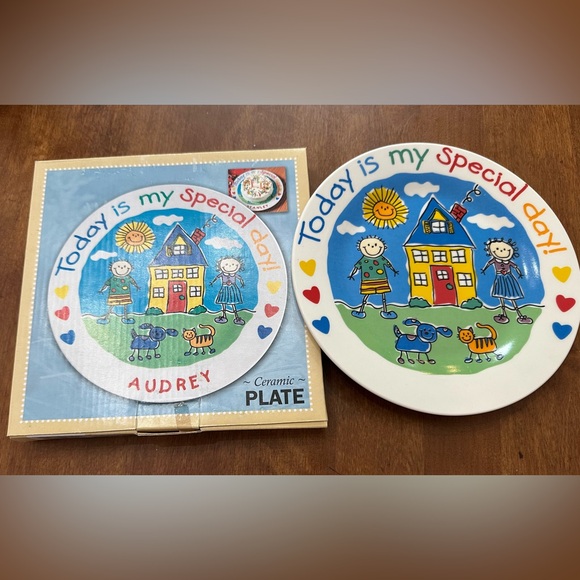 Today is my Special day!
AUDREY
~ Ceramic ~
PLATE
Today is my Special day!